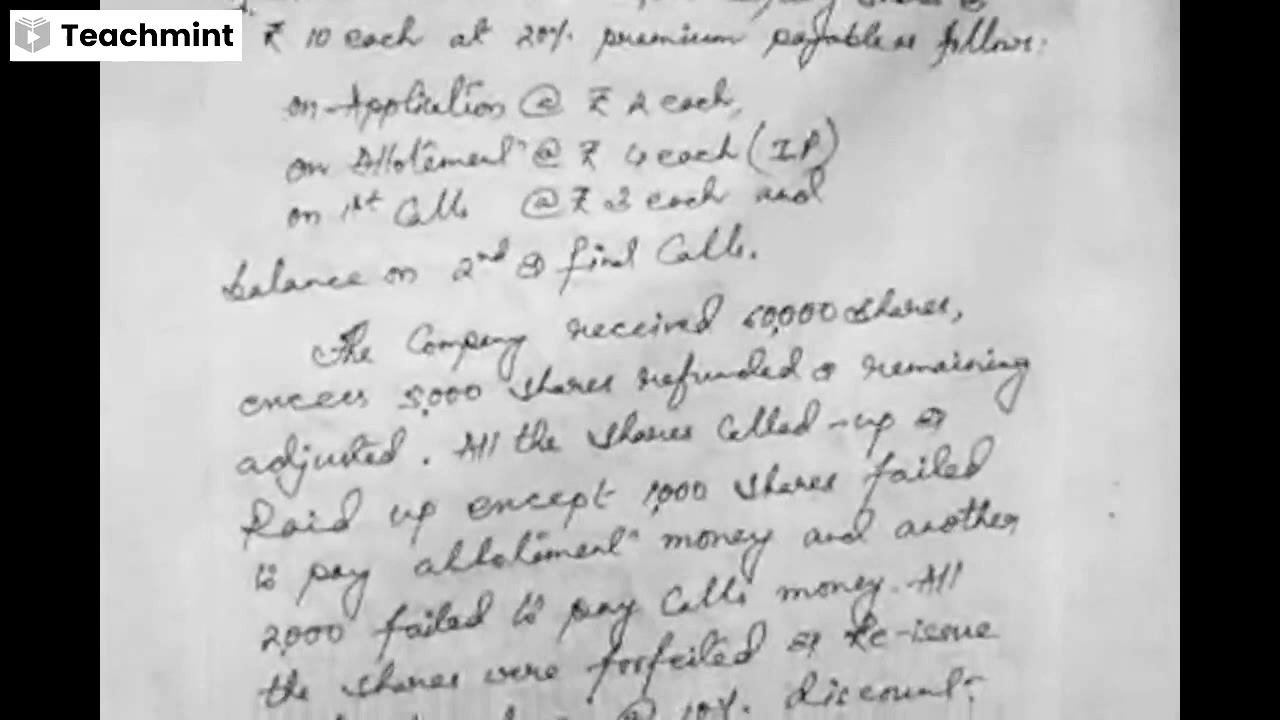 Teachmint
₹ 10 each at 20% premium payable as follows:
on Application @ ₹ 2 each,
on Allotement @ ₹ 4 each (IP)
on 1st Calls @ ₹ 3 each and
balance on 2nd & final Calls.
The Company received 60,000 shares,
excess 5,000 shares refunded & remaining
adjusted. All the shares Called-up &
Paid up except 1,000 shares failed
to pay allotement money and another
2,000 failed to pay Calls money. All
the shares were forfeited & Re-issue
@ 10% discount.